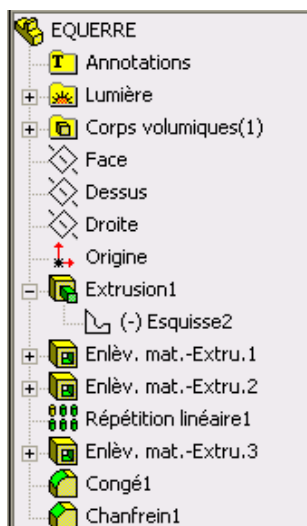 EQUERRE
Annotations
Lumière
Corps volumiques(1)
Face
Dessus
Droite
Origine
Extrusion1
(-) Esquisse2
Enlèv. mat.-Extru.1
Enlèv. mat.-Extru.2
Répétition linéaire1
Enlèv. mat.-Extru.3
Congé1
Chanfrein1